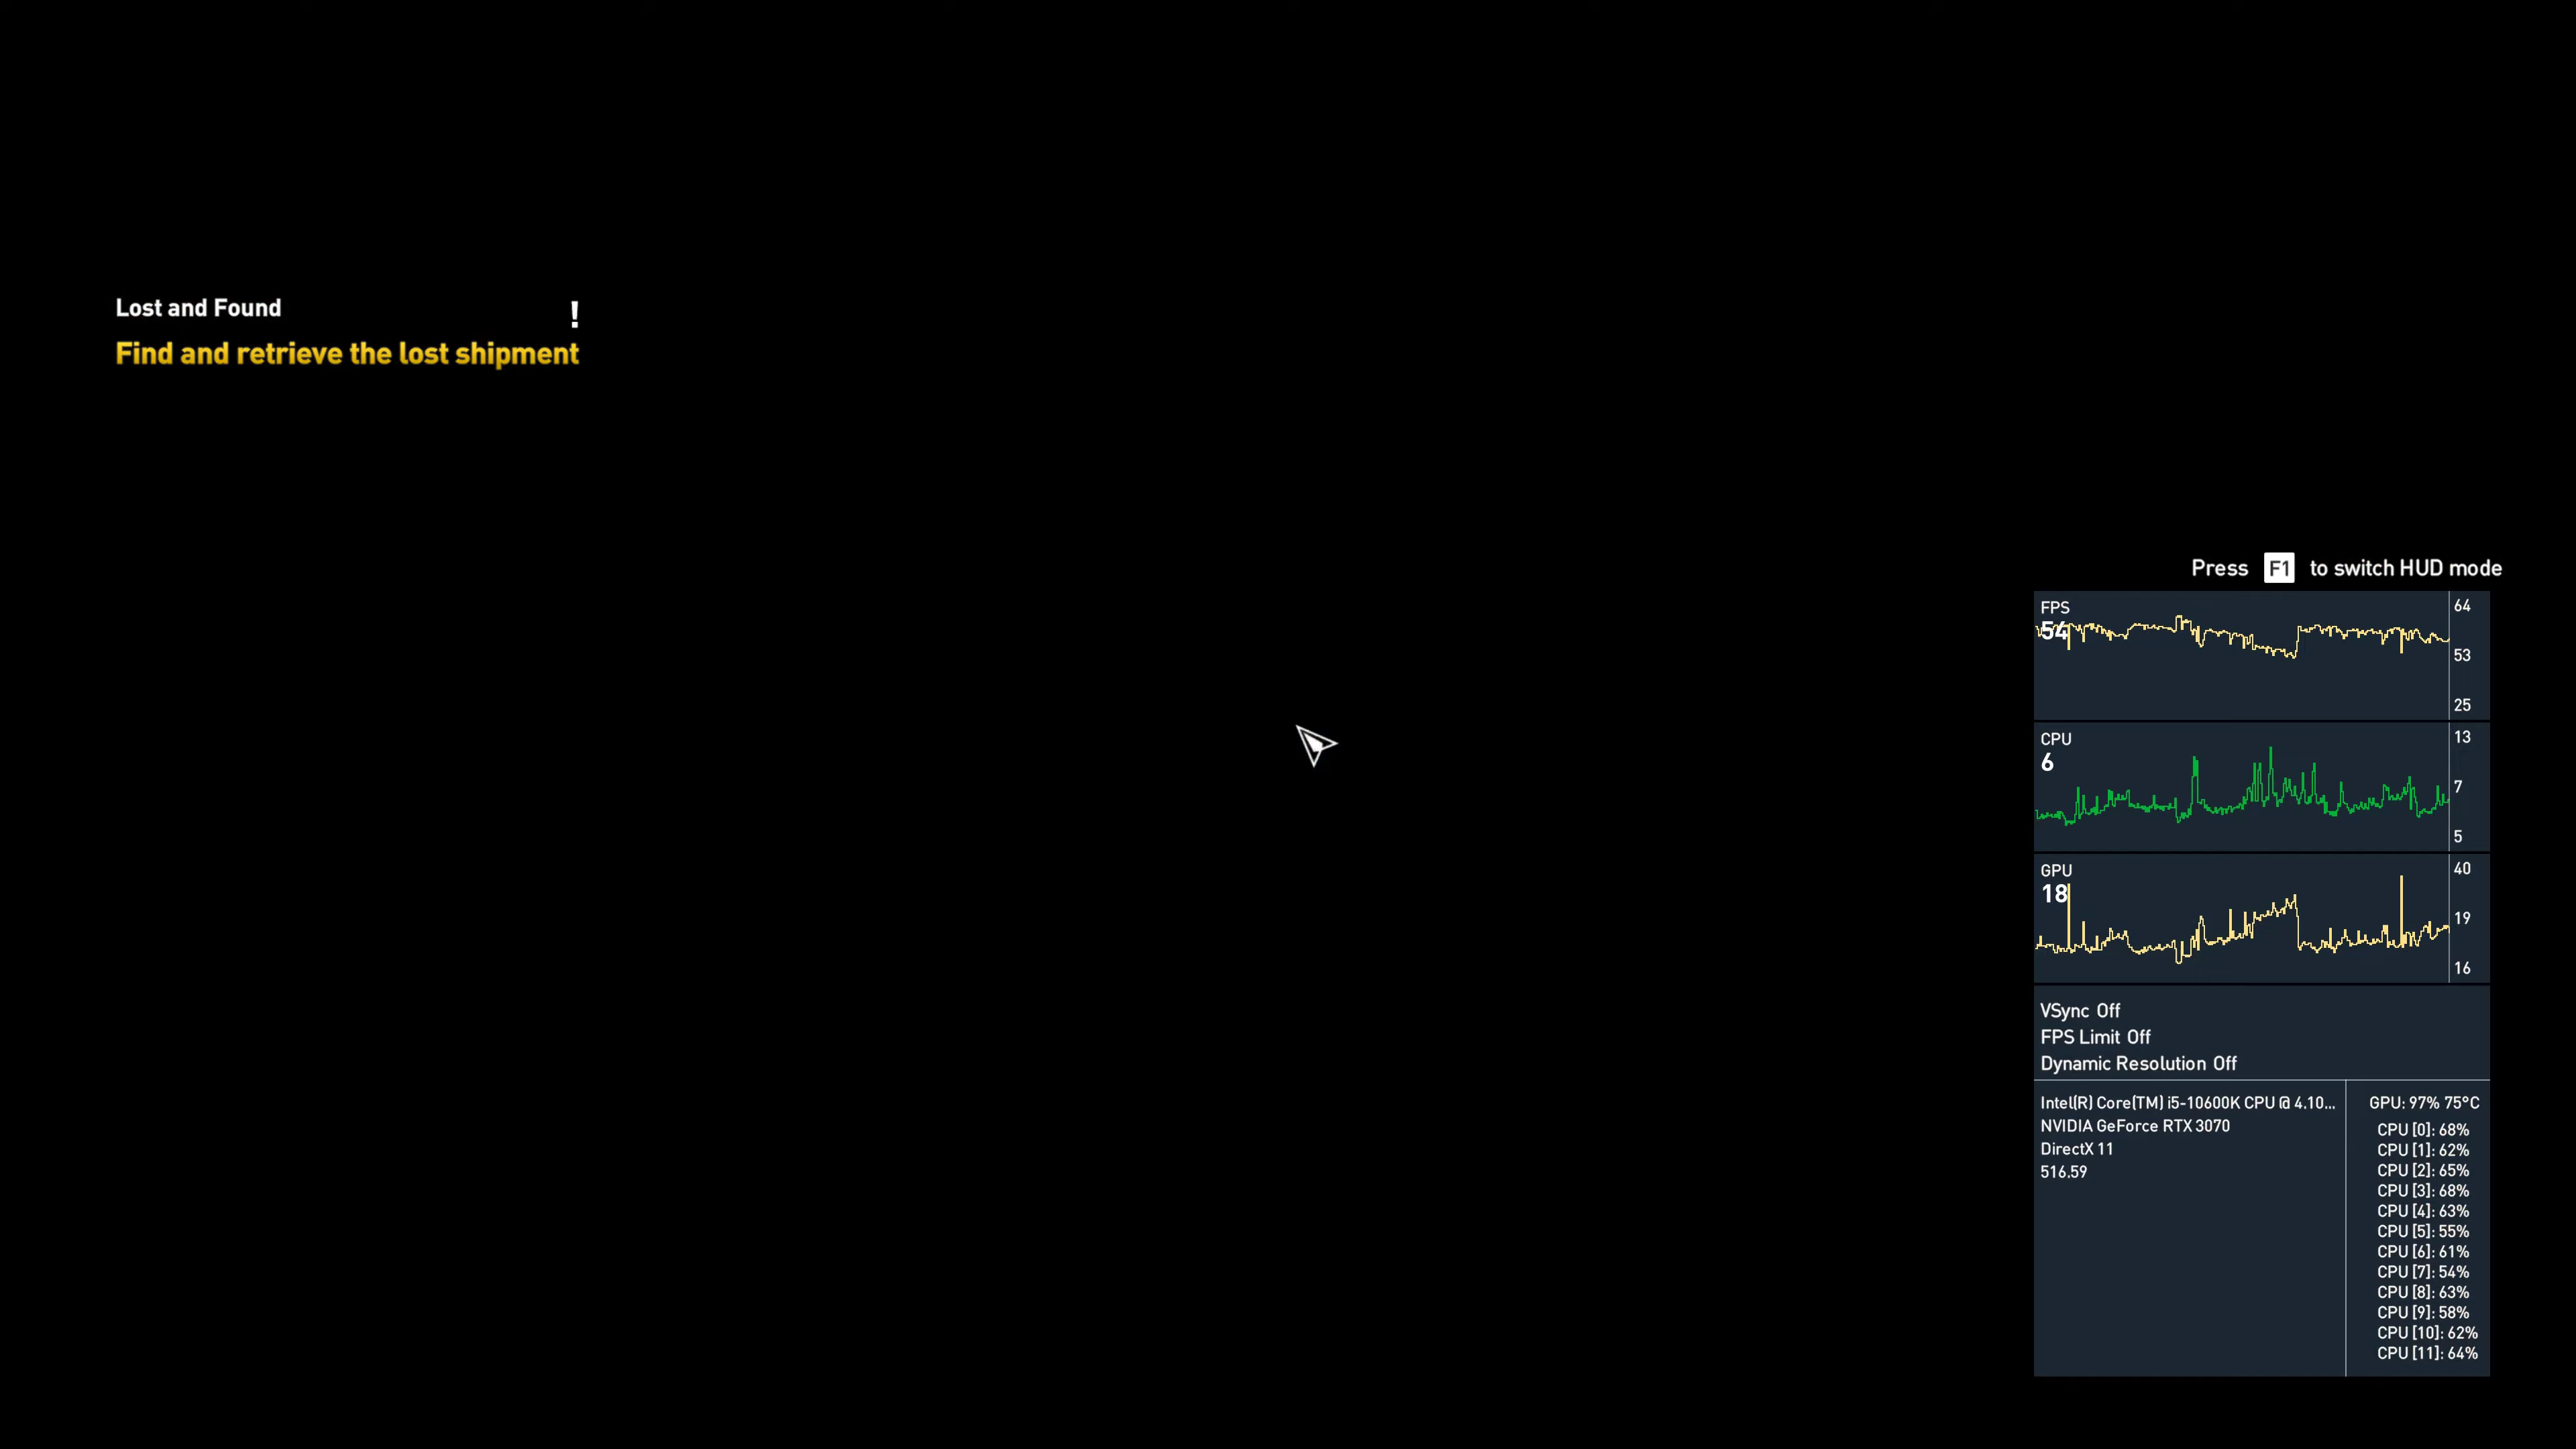 Lost and Found !
Find and retrieve the lost shipment
Press F1 to switch HUD mode
FPS
54
64
53
25
CPU
6
13
7
5
GPU
18
40
19
16
VSync Off
FPS Limit Off
Dynamic Resolution Off
Intel(R) Core(TM) i5-10600K CPU @ 4.10...
NVIDIA GeForce RTX 3070
DirectX 11
516.59
GPU: 97% 75°C
CPU [0]: 68%
CPU [1]: 62%
CPU [2]: 65%
CPU [3]: 68%
CPU [4]: 63%
CPU [5]: 55%
CPU [6]: 61%
CPU [7]: 54%
CPU [8]: 63%
CPU [9]: 58%
CPU [10]: 62%
CPU [11]: 64%